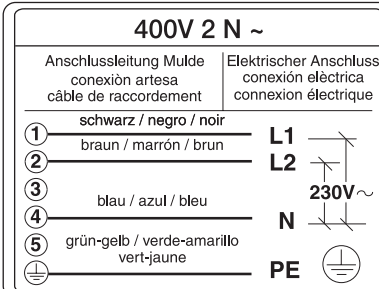 400V 2 N ~
Anschlussleitung Mulde
conexiòn artesa
câble de raccordement
Elektrischer Anschluss
conexión elèctrica
connexion électrique
1 schwarz / negro / noir L1
2 braun / marrón / brun L2
3
230V~
4 blau / azul / bleu N
5 grün-gelb / verde-amarillo
vert-jaune
PE